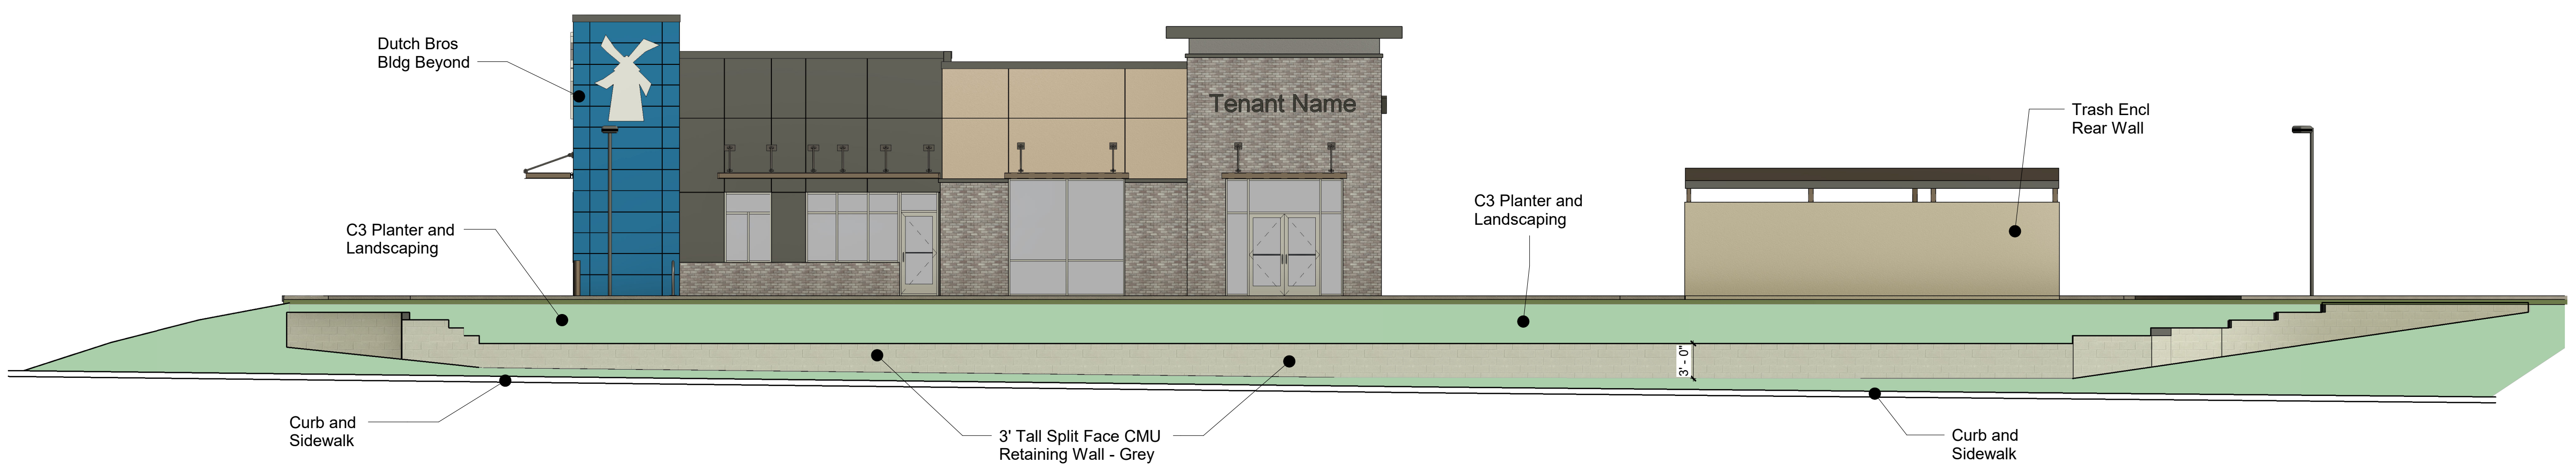 Dutch Bros
Bldg Beyond
Tenant Name
Trash Encl
Rear Wall
C3 Planter and
Landscaping
C3 Planter and
Landscaping
3' - 0"
Curb and
Sidewalk
3' Tall Split Face CMU
Retaining Wall - Grey
Curb and
Sidewalk